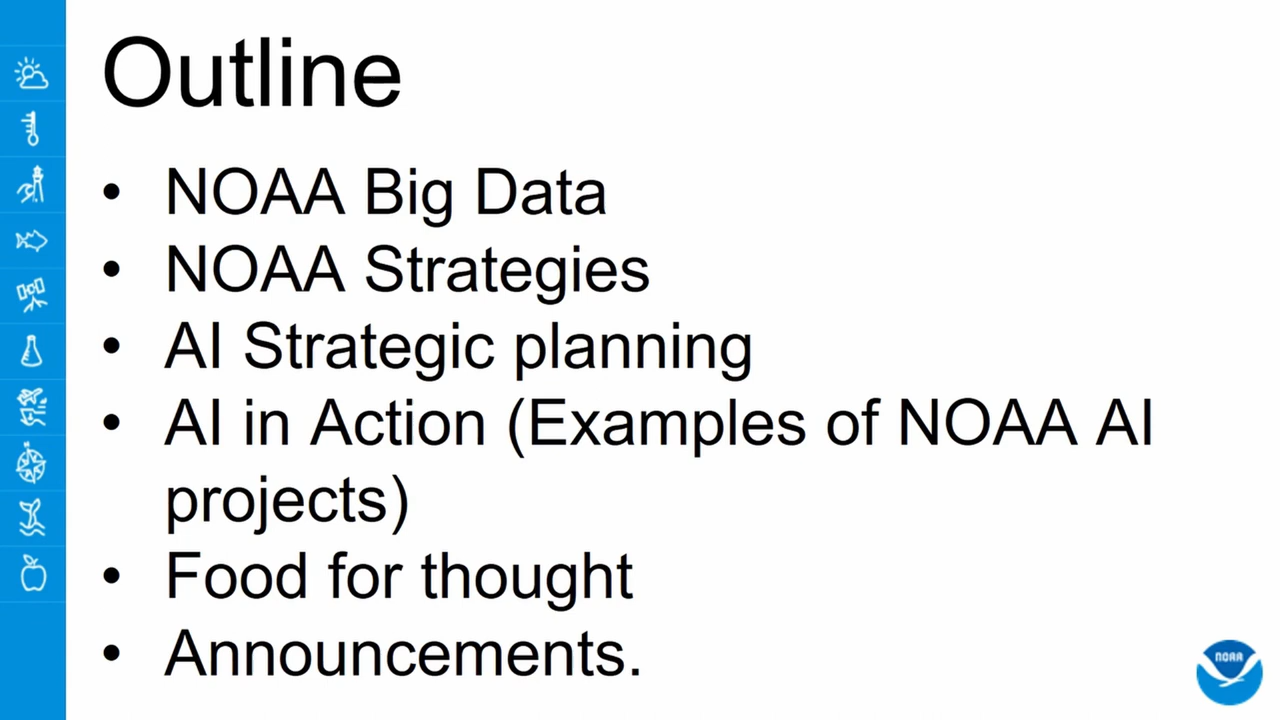 Outline
• NOAA Big Data
• NOAA Strategies
• AI Strategic planning
• AI in Action (Examples of NOAA AI
projects)
• Food for thought
• Announcements.
NOAA